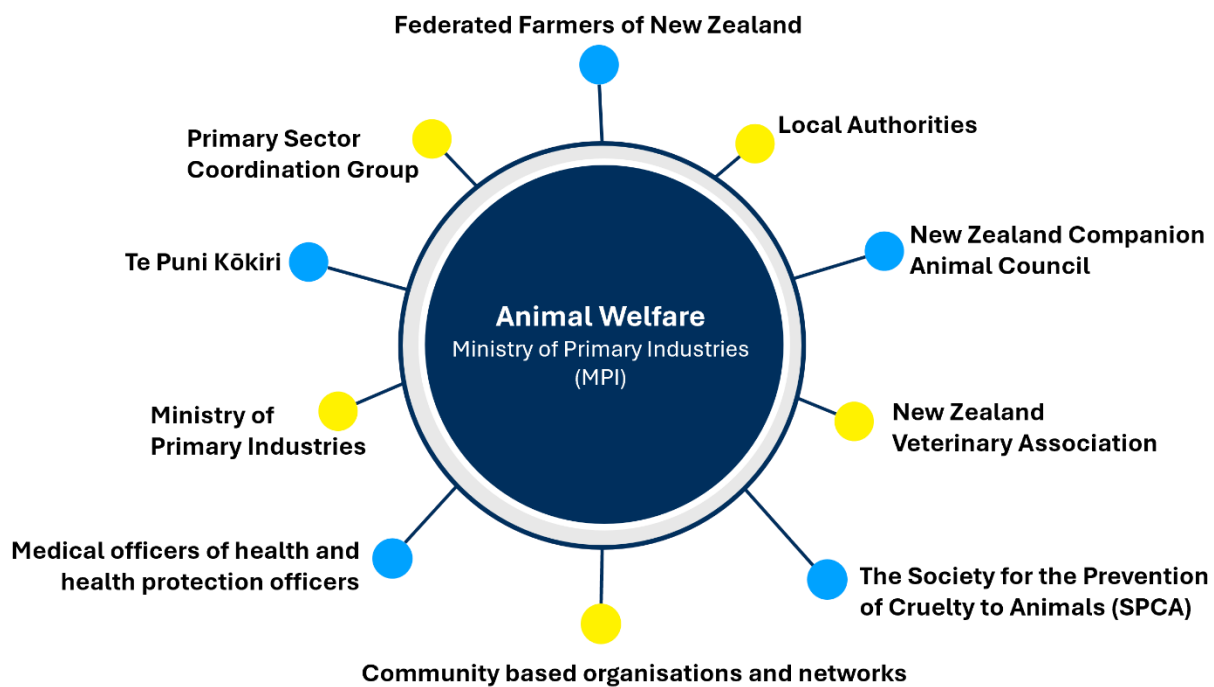 Federated Farmers of New Zealand
Local Authorities
Primary Sector
Coordination Group
New Zealand Companion
Animal Council
Te Puni Kōkiri
Animal Welfare
Ministry of Primary Industries
(MPI)
Ministry of
Primary Industries
New Zealand
Veterinary Association
Medical officers of health and
health protection officers
The Society for the Prevention
of Cruelty to Animals (SPCA)
Community based organisations and networks